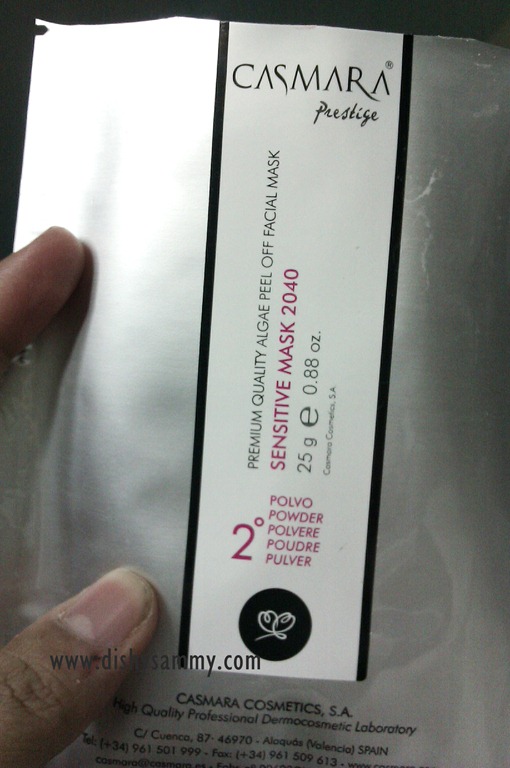 CASMARA®
Prestige
PREMIUM QUALITY ALGAE PEEL OFF FACIAL MASK
SENSITIVE MASK 2040
25 g e 0.88 oz.
Casmara Cosmetics, S.A
2°
POLVO
POWDER
POLVERE
POUDRE
PULVER
www.dishysammy.com
CASMARA COSMETICS, S.A.
High Quality Professional Dermocosmetic Laboratory
C/ Cuenca, 87- 46970 - Alaquás (Valencia) SPAIN
Tel: (+34) 961 501 999 - Fax: (+34) 961 509 613 -